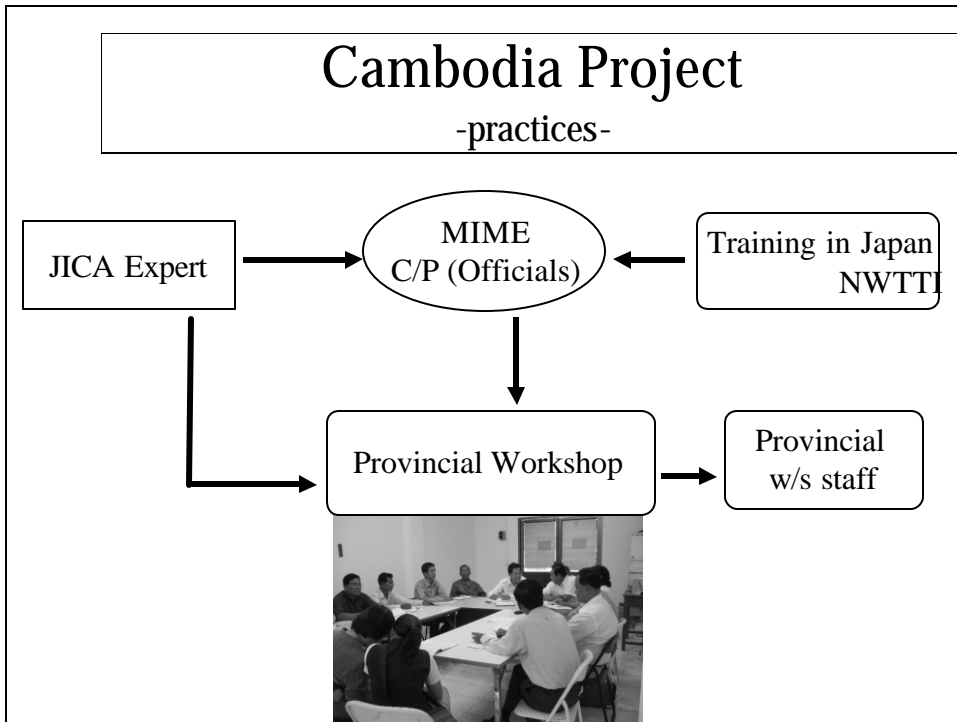 Cambodia Project
-practices-
JICA Expert
MIME
C/P (Officials)
Training in Japan
NWTTI
Provincial Workshop
Provincial
w/s staff